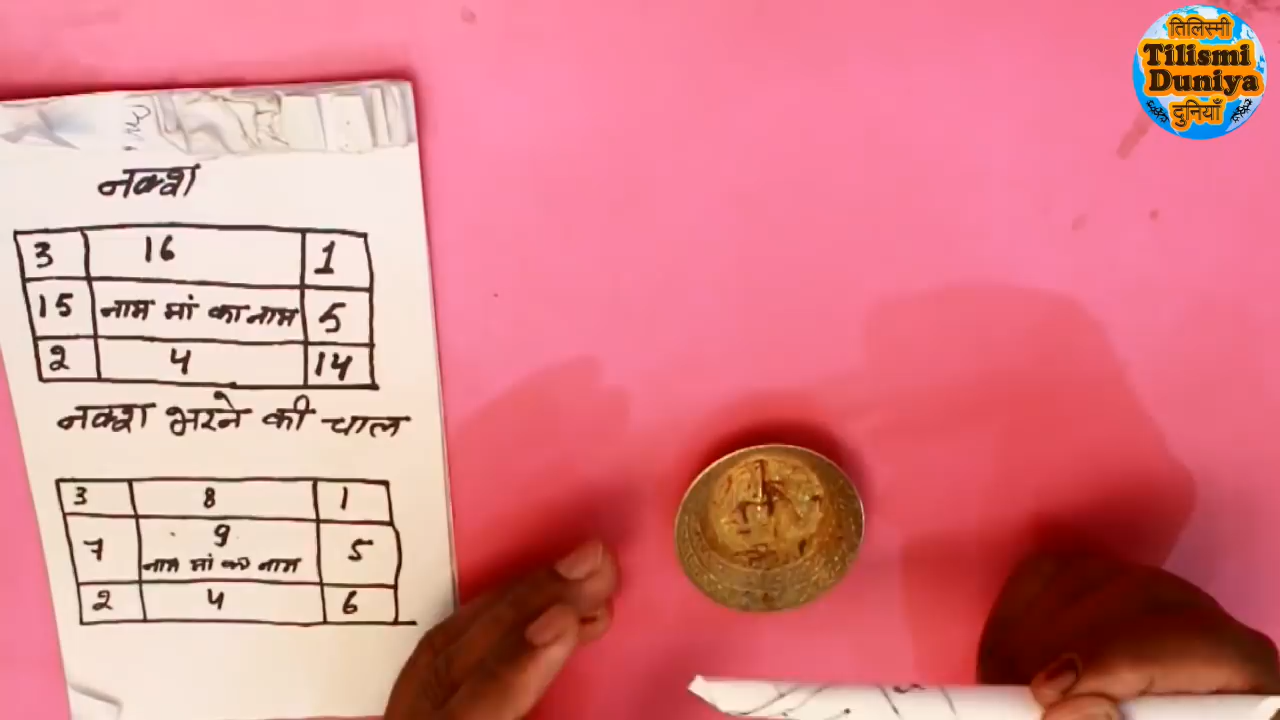 तिलिस्मी
Tilismi
Duniya
दुनियाँ
नक्श
3 16 1
15 नाम मां का नाम 5
2 4 14
नक्श भरने की चाल
3 8 1
7 9 5
नाम मां का नाम
2 4 6